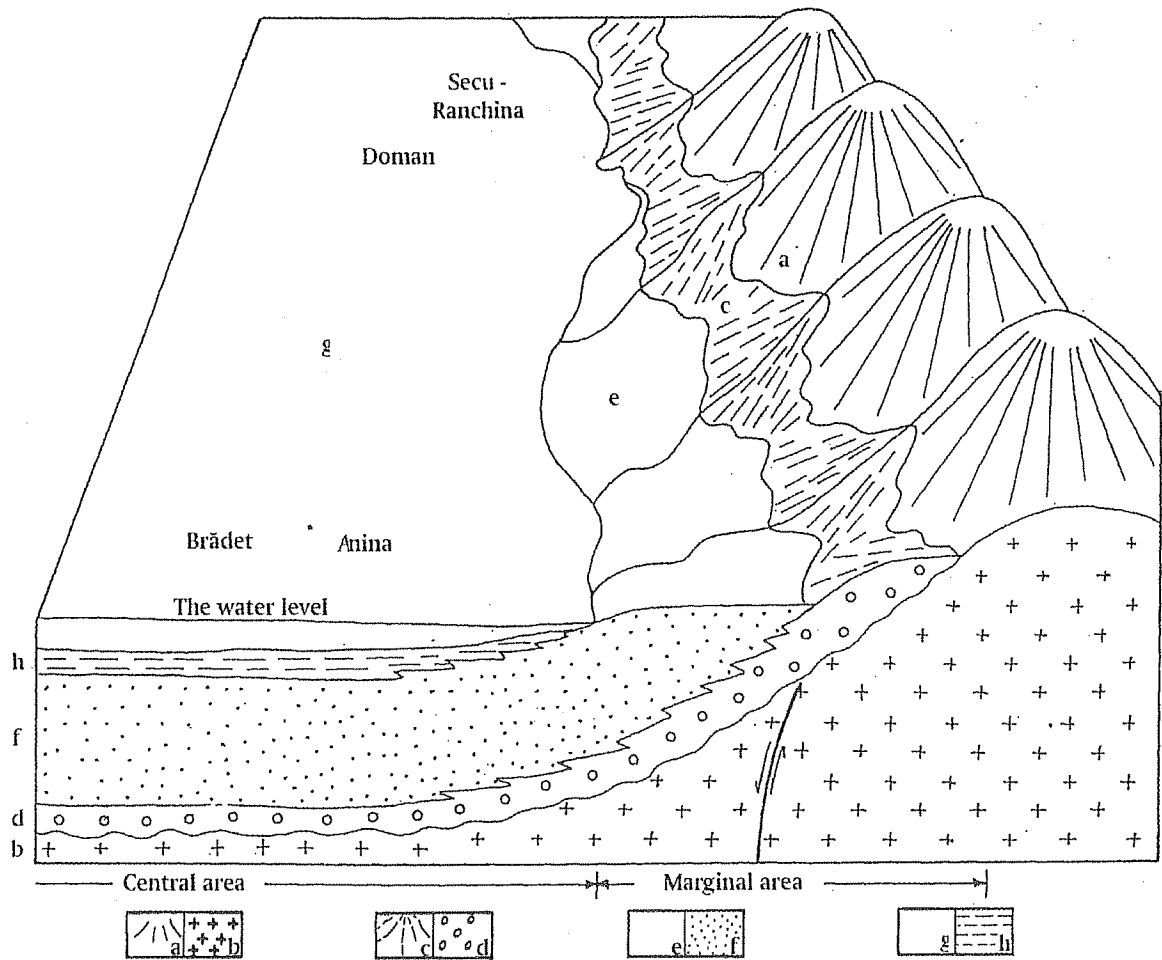 Secu -
Ranchina
Doman
a
c
g
e
Brădet
Anina
The water level
h
f
d
b
Central area
Marginal area
a b
c d
e f
g h